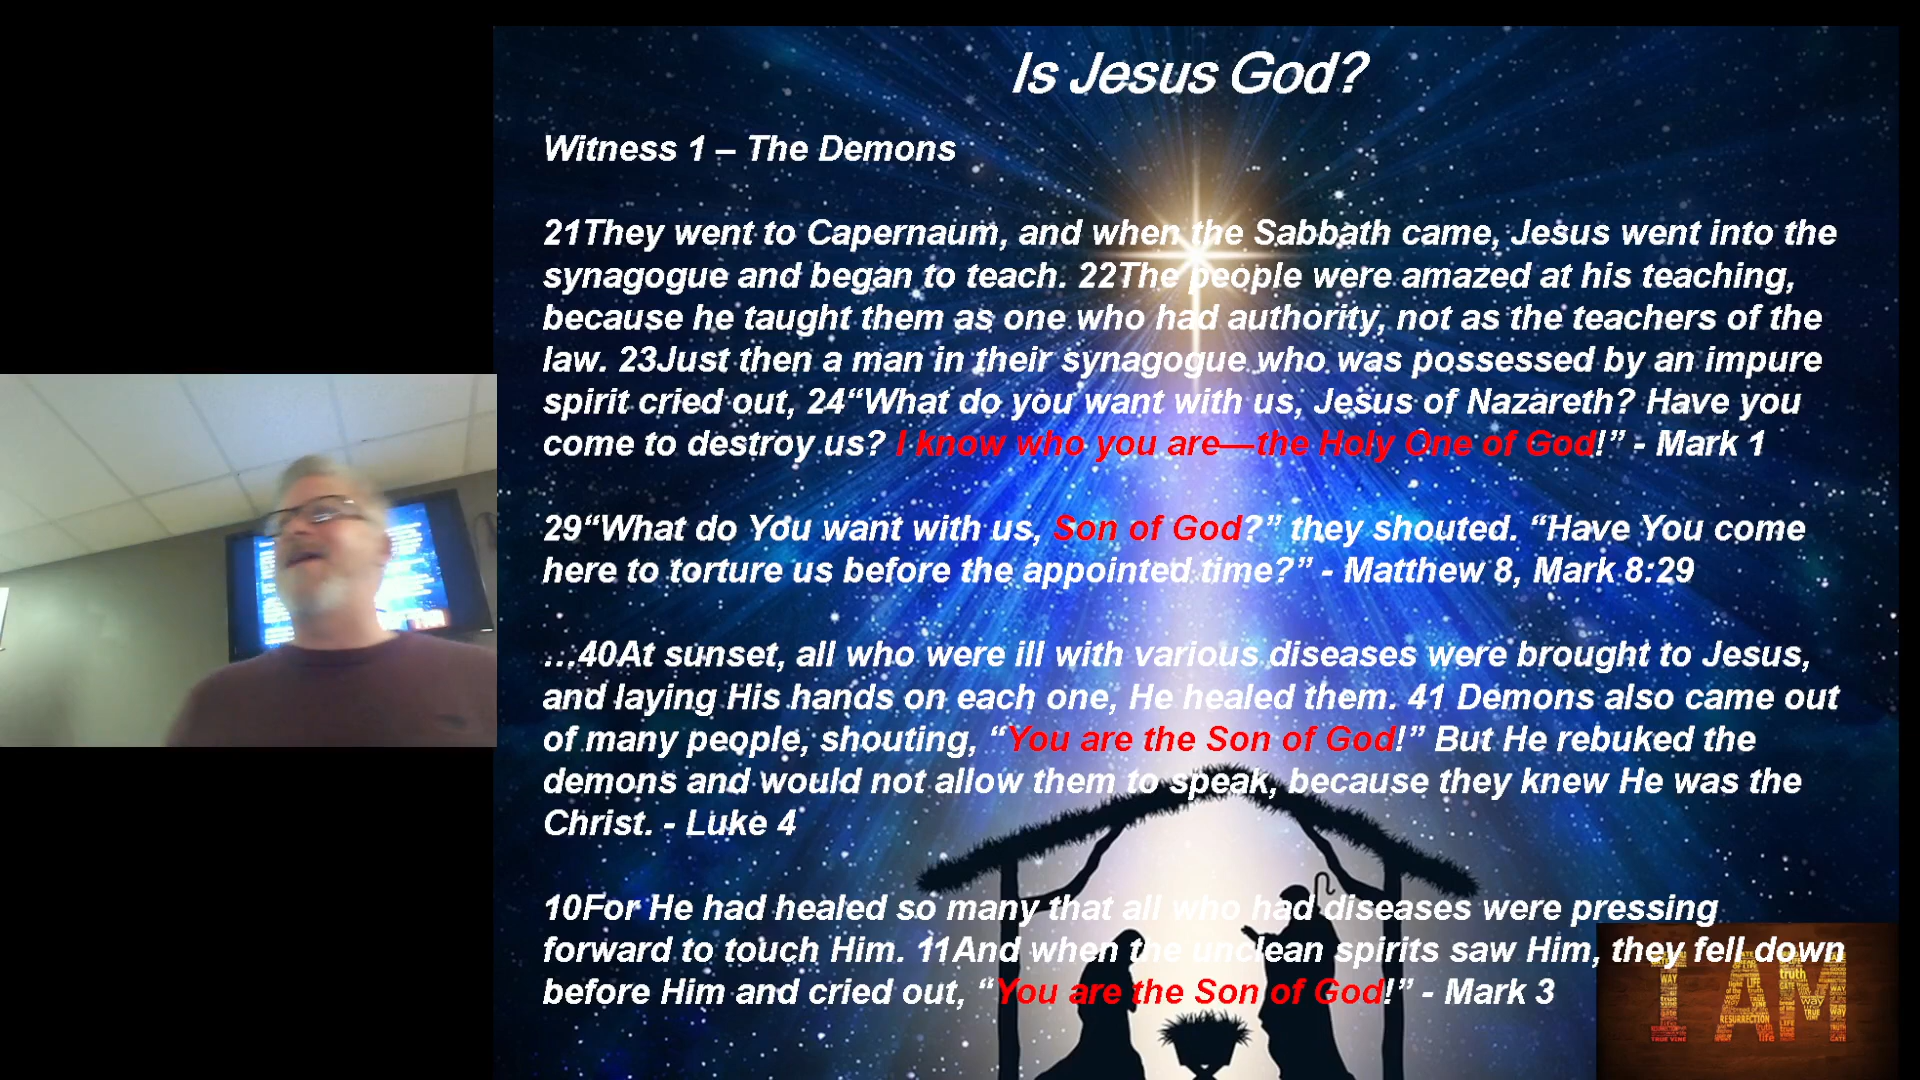 Is Jesus God?
Witness 1 – The Demons
21They went to Capernaum, and when the Sabbath came, Jesus went into the
synagogue and began to teach. 22The people were amazed at his teaching,
because he taught them as one who had authority, not as the teachers of the
law. 23Just then a man in their synagogue who was possessed by an impure
spirit cried out, 24“What do you want with us, Jesus of Nazareth? Have you
come to destroy us? I know who you are—the Holy One of God!” - Mark 1
29“What do You want with us, Son of God?” they shouted. “Have You come
here to torture us before the appointed time?” - Matthew 8, Mark 8:29
…40At sunset, all who were ill with various diseases were brought to Jesus,
and laying His hands on each one, He healed them. 41 Demons also came out
of many people, shouting, “You are the Son of God!” But He rebuked the
demons and would not allow them to speak, because they knew He was the
Christ. - Luke 4
10For He had healed so many that all who had diseases were pressing
forward to touch Him. 11And when the unclean spirits saw Him, they fell down
before Him and cried out, “You are the Son of God!” - Mark 3
I AM